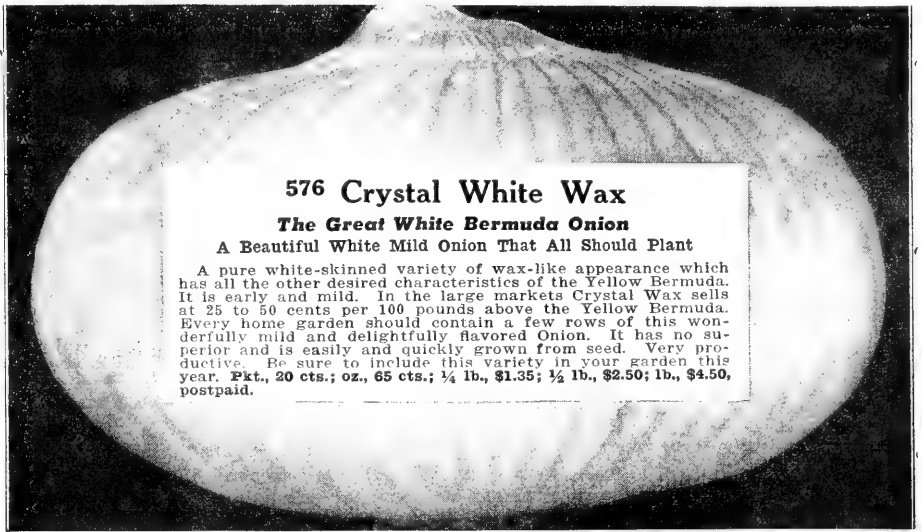 576 Crystal White Wax
The Great White Bermuda Onion
A Beautiful White Mild Onion That All Should Plant
A pure white-skinned variety of wax-like appearance which
has all the other desired characteristics of the Yellow Bermuda.
It is early and mild. In the large markets Crystal Wax sells
at 25 to 50 cents per 100 pounds above the Yellow Bermuda.
Every home garden should contain a few rows of this won-
derfully mild and delightfully flavored Onion. It has no su-
perior and is easily and quickly grown from seed. Very pro-
ductive. Be sure to include this variety in your garden this
year. Pkt., 20 cts.; oz., 65 cts.; ¼ lb., $1.35; ½ lb., $2.50; lb., $4.50,
postpaid.